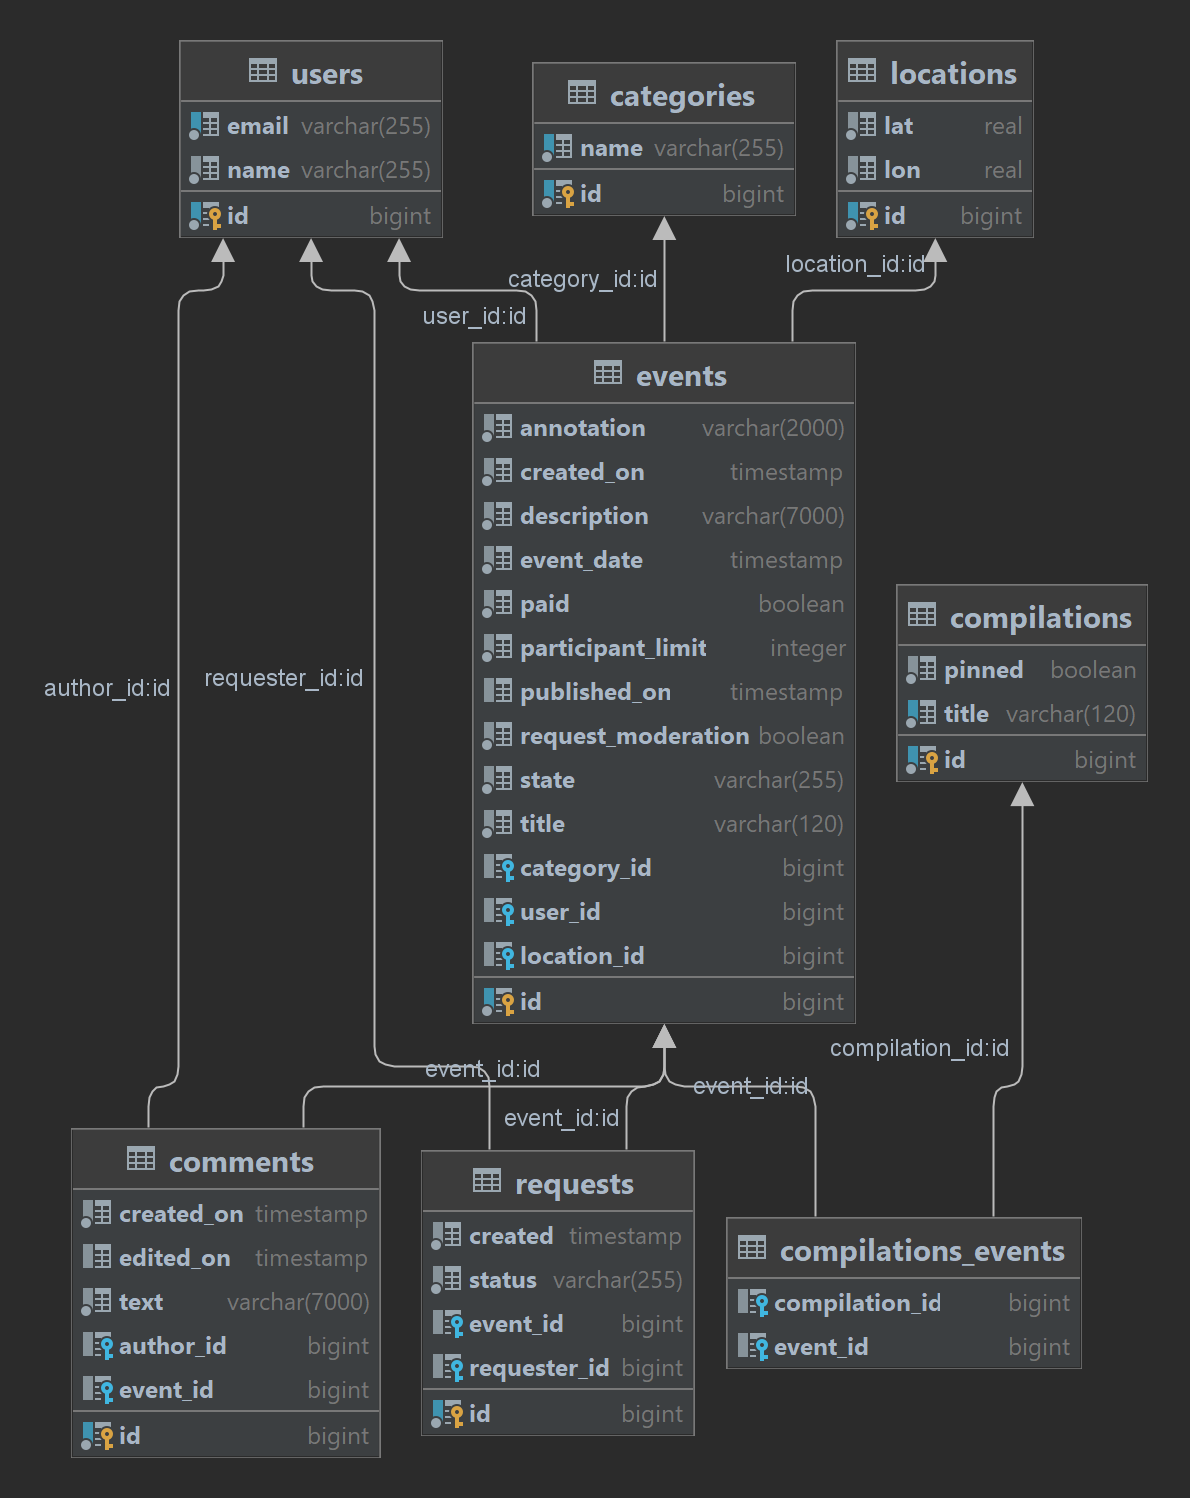 users
email varchar(255)
name varchar(255)
id bigint
categories
name varchar(255)
id bigint
locations
lat real
lon real
id bigint
category_id:id
location_id:id
user_id:id
events
annotation varchar(2000)
created_on timestamp
description varchar(7000)
event_date timestamp
paid boolean
participant_limit integer
published_on timestamp
request_moderation boolean
state varchar(255)
title varchar(120)
category_id bigint
user_id bigint
location_id bigint
id bigint
compilations
pinned boolean
title varchar(120)
id bigint
author_id:id
requester_id:id
compilation_id:id
event_id:id
event_id:id
event_id:id
comments
created_on timestamp
edited_on timestamp
text varchar(7000)
author_id bigint
event_id bigint
id bigint
requests
created timestamp
status varchar(255)
event_id bigint
requester_id bigint
id bigint
compilations_events
compilation_id bigint
event_id bigint